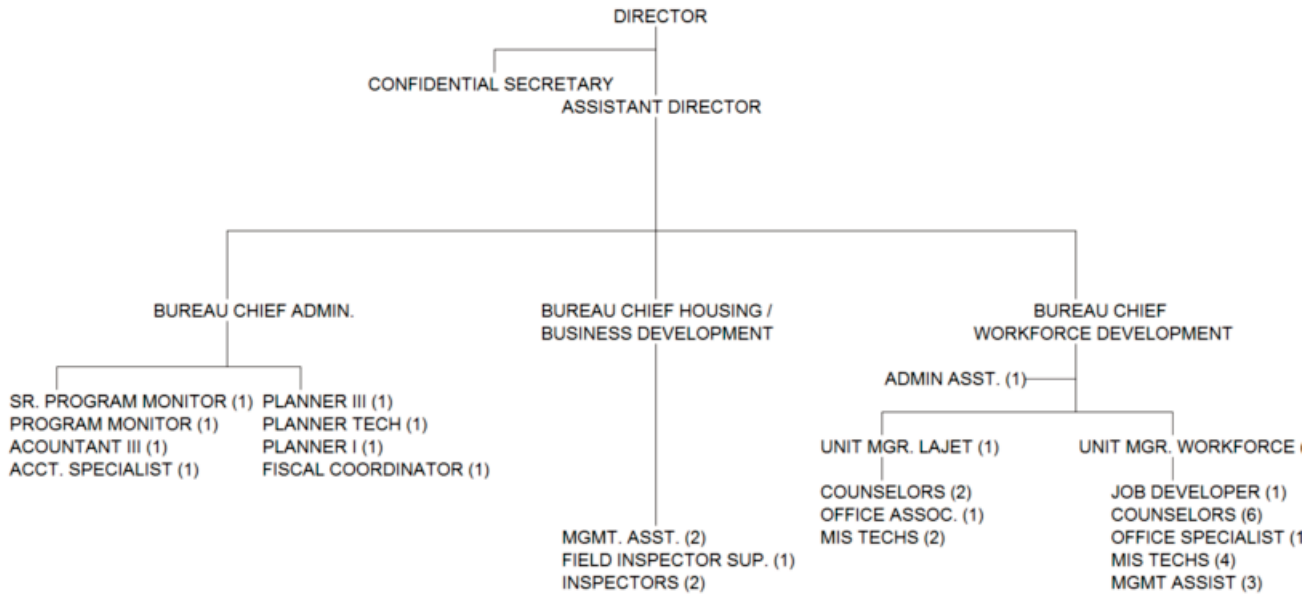 DIRECTOR
CONFIDENTIAL SECRETARY
ASSISTANT DIRECTOR
BUREAU CHIEF ADMIN.
SR. PROGRAM MONITOR (1)
PROGRAM MONITOR (1)
ACOUNTANT III (1)
ACCT. SPECIALIST (1)
PLANNER III (1)
PLANNER TECH (1)
PLANNER I (1)
FISCAL COORDINATOR (1)
BUREAU CHIEF HOUSING /
BUSINESS DEVELOPMENT
MGMT. ASST. (2)
FIELD INSPECTOR SUP. (1)
INSPECTORS (2)
BUREAU CHIEF
WORKFORCE DEVELOPMENT
ADMIN ASST. (1)
UNIT MGR. LAJET (1)
COUNSELORS (2)
OFFICE ASSOC. (1)
MIS TECHS (2)
UNIT MGR. WORKFORCE (
JOB DEVELOPER (1)
COUNSELORS (6)
OFFICE SPECIALIST (1
MIS TECHS (4)
MGMT ASSIST (3)